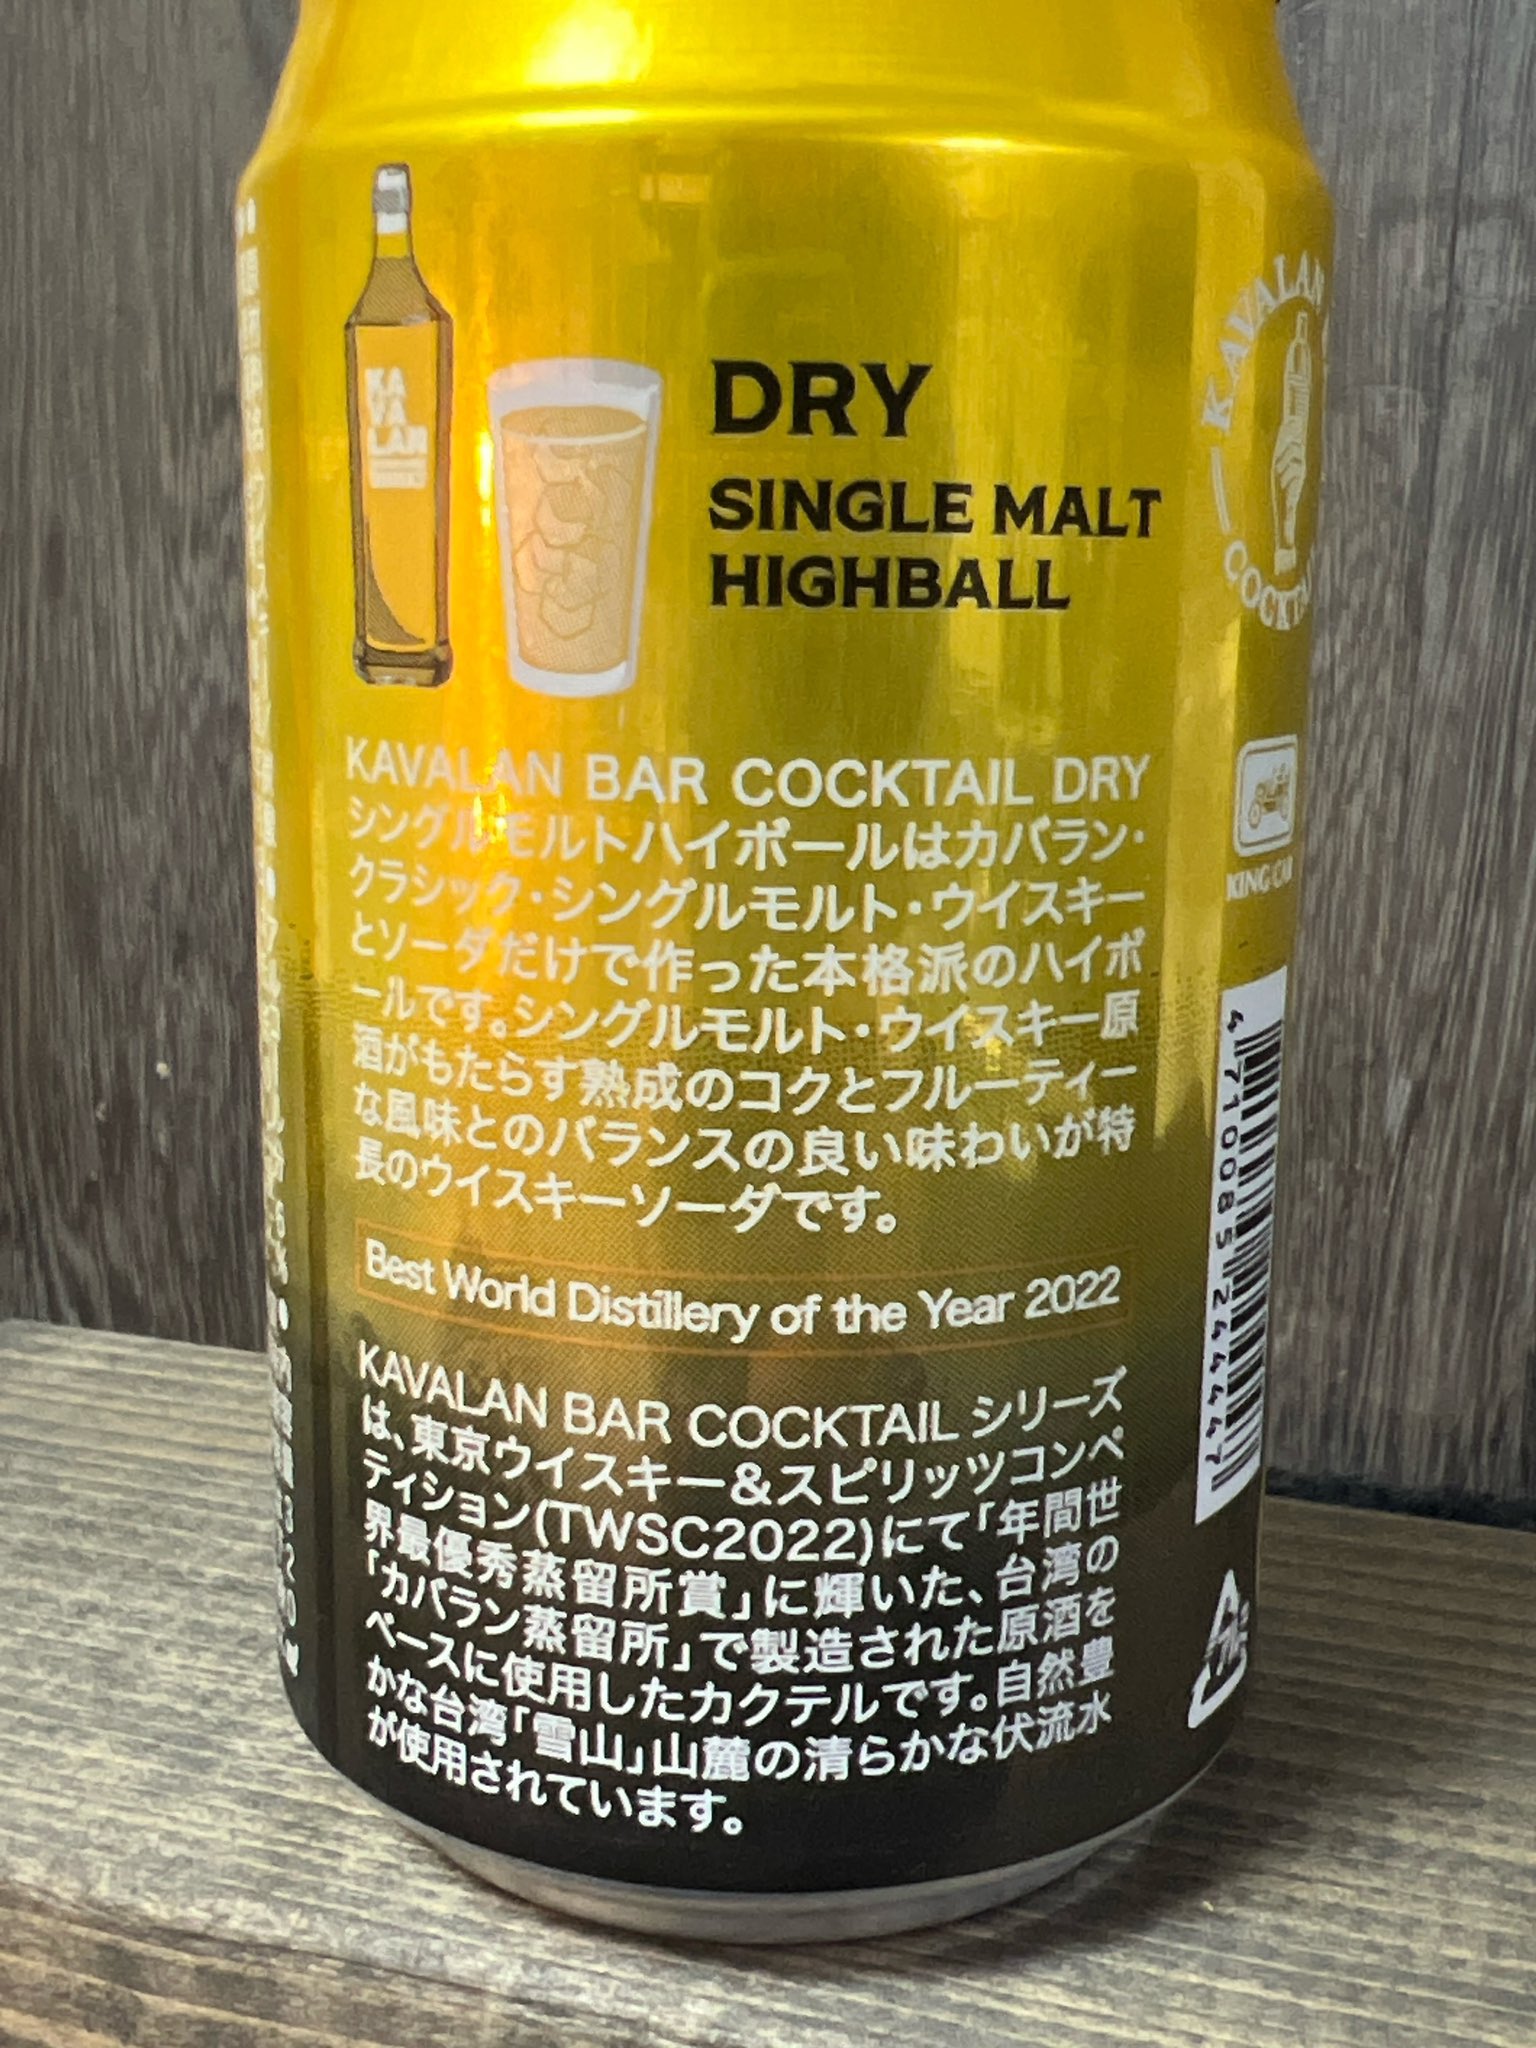 KA
VA
LAN
DRY
SINGLE MALT
HIGHBALL
KAVALAN BAR COCKTAIL DRY
シングルモルトハイボールはカバラン・
クラシック・シングルモルト・ウイスキー
とソーダだけで作った本格派のハイボ
ールです。シングルモルト・ウイスキー原
酒がもたらす熟成のコクとフルーティー
な風味とのバランスの良い味わいが特
長のウイスキーソーダです。
Best World Distillery of the Year 2022
KAVALAN BAR COCKTAIL シリーズ
は、東京ウイスキー&スピリッツコンペ
ティション(TWSC2022)にて「年間世
界最優秀蒸留所賞」に輝いた、台湾の
「カバラン蒸留所」で製造された原酒を
ベースに使用したカクテルです。自然豊
かな台湾「雪山」山麓の清らかな伏流水
が使用されています。
KAVALAN
KING CAR
4710085244447